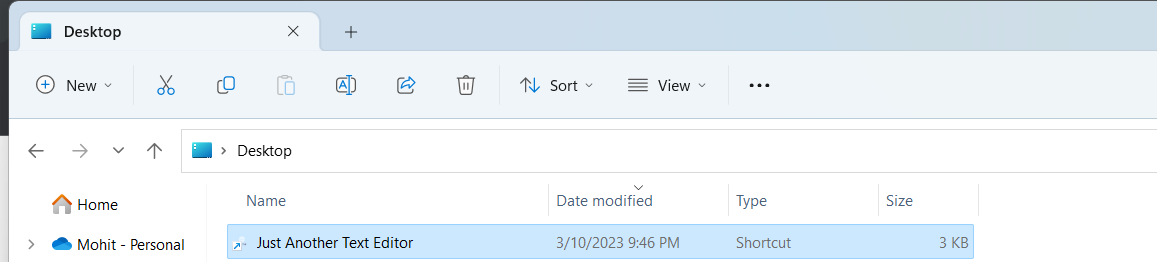 Desktop
New Sort View
Desktop
Name Date modified Type Size
Home
Just Another Text Editor 3/10/2023 9:46 PM Shortcut 3 KB
Mohit - Personal